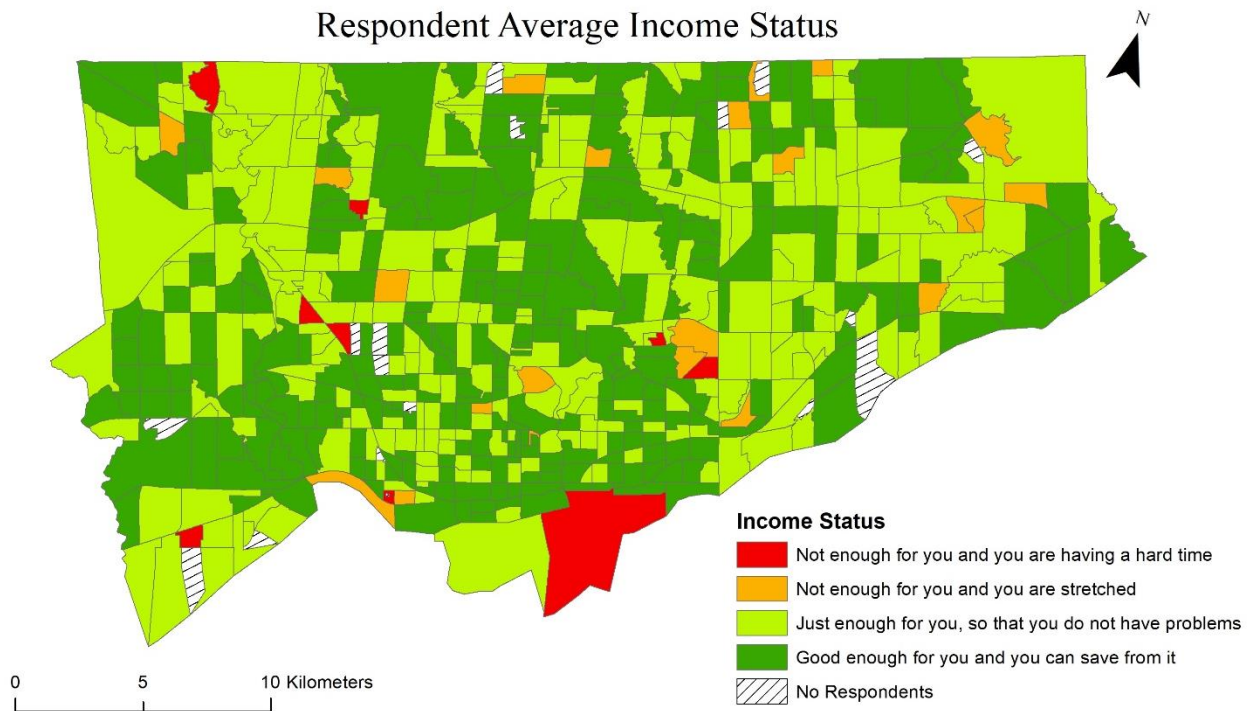 Respondent Average Income Status
N
Income Status
Not enough for you and you are having a hard time
Not enough for you and you are stretched
Just enough for you, so that you do not have problems
Good enough for you and you can save from it
No Respondents
0 5 10 Kilometers